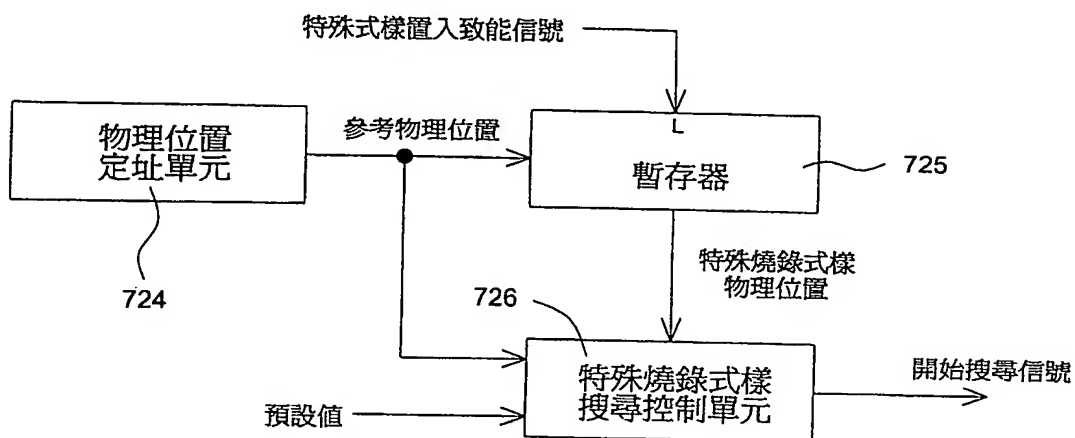 特殊式樣置入致能信號
物理位置
定址單元
參考物理位置
L
暫存器
725
724
特殊燒錄式樣
物理位置
726
特殊燒錄式樣
搜尋控制單元
開始搜尋信號
預設值